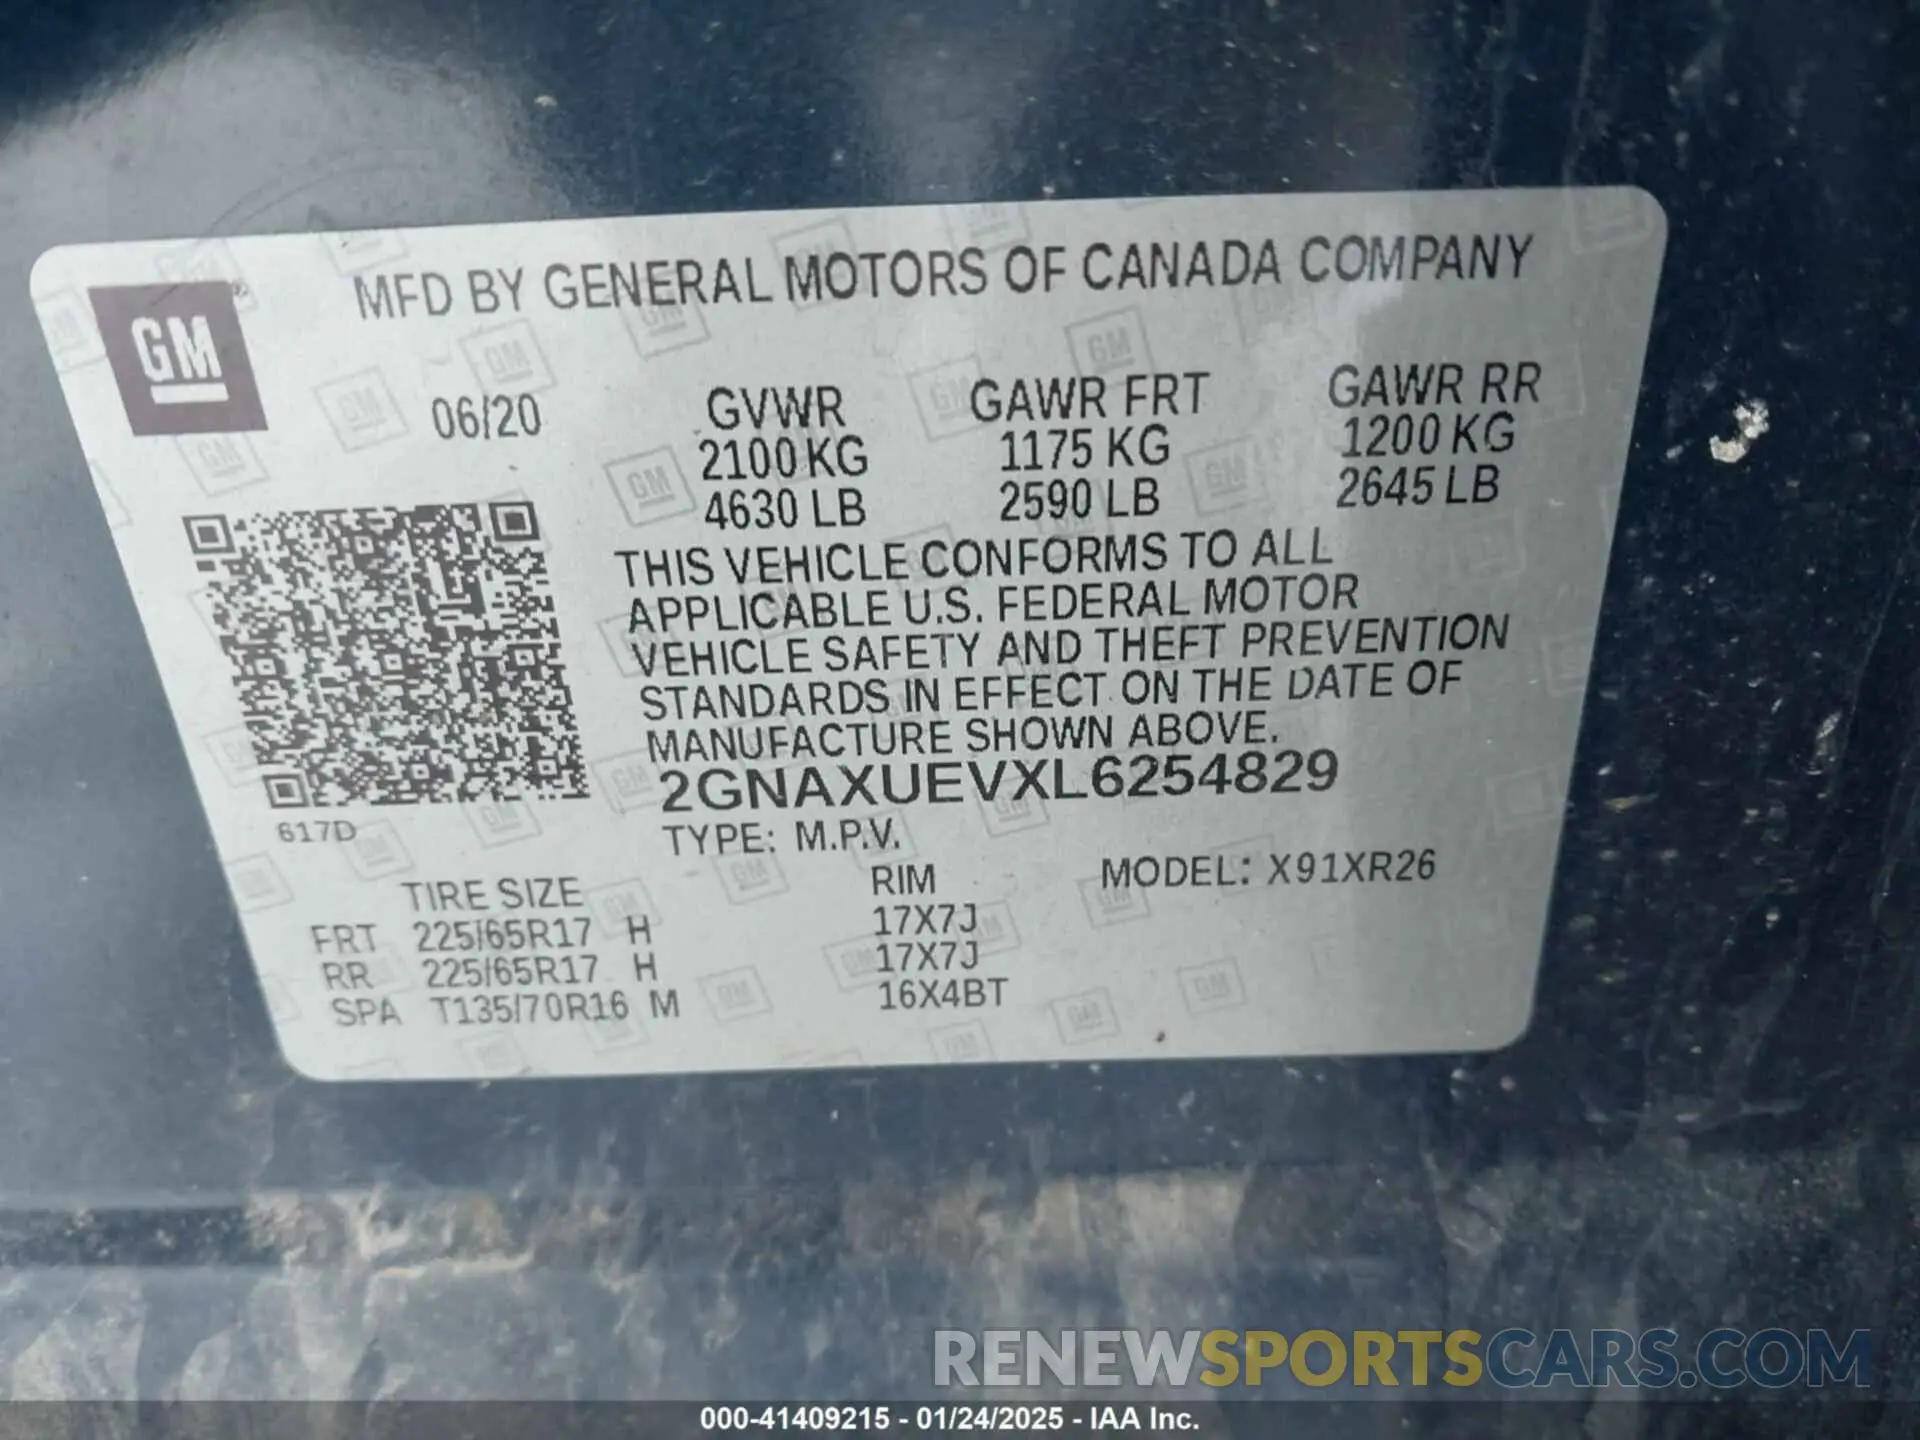 MFD BY GENERAL MOTORS OF CANADA COMPANY
GM®
06/20 GVWR GAWR FRT GAWR RR
2100 KG 1175 KG 1200 KG
4630 LB 2590 LB 2645 LB
THIS VEHICLE CONFORMS TO ALL
APPLICABLE U.S. FEDERAL MOTOR
VEHICLE SAFETY AND THEFT PREVENTION
STANDARDS IN EFFECT ON THE DATE OF
MANUFACTURE SHOWN ABOVE.
2GNAXUEVXL6254829
617D
TYPE: M.P.V.
MODEL: X91XR26
TIRE SIZE RIM
FRT 225/65R17 H 17X7J
RR 225/65R17 H 17X7J
SPA T135/70R16 M 16X4BT
RENEWSPORTSCARS.COM
000-41409215 - 01/24/2025 - IAA Inc.